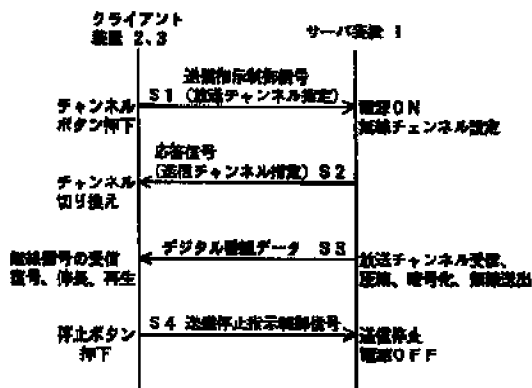 クライアント
装置 2、3
サーバ装置 1
送信指示制御信号
S1 (放送チャンネル指定)
チャンネル
ボタン押下
電源ON
無線チェンネル設定
応答信号
(送信チャンネル指定) S2
チャンネル
切り換え
デジタル番組データ S3
無線信号の受信
復号、伸長、再生
放送チャンネル受信、
圧縮、暗号化、無線送出
S4 送信停止指示制御信号
停止ボタン
押下
送信停止
電源OFF